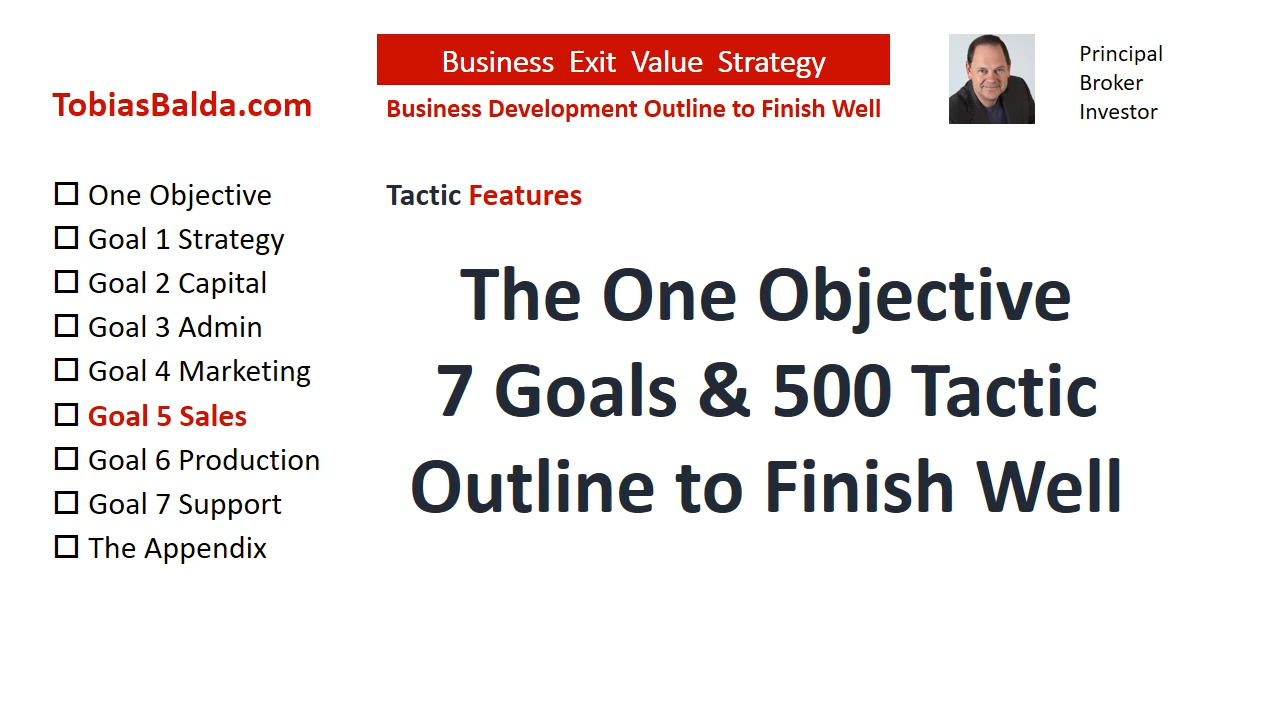 Business Exit Value Strategy
TobiasBalda.com
Business Development Outline to Finish Well
Principal
Broker
Investor
One Objective
Goal 1 Strategy
Goal 2 Capital
Goal 3 Admin
Goal 4 Marketing
Goal 5 Sales
Goal 6 Production
Goal 7 Support
The Appendix
Tactic Features
The One Objective
7 Goals & 500 Tactic
Outline to Finish Well